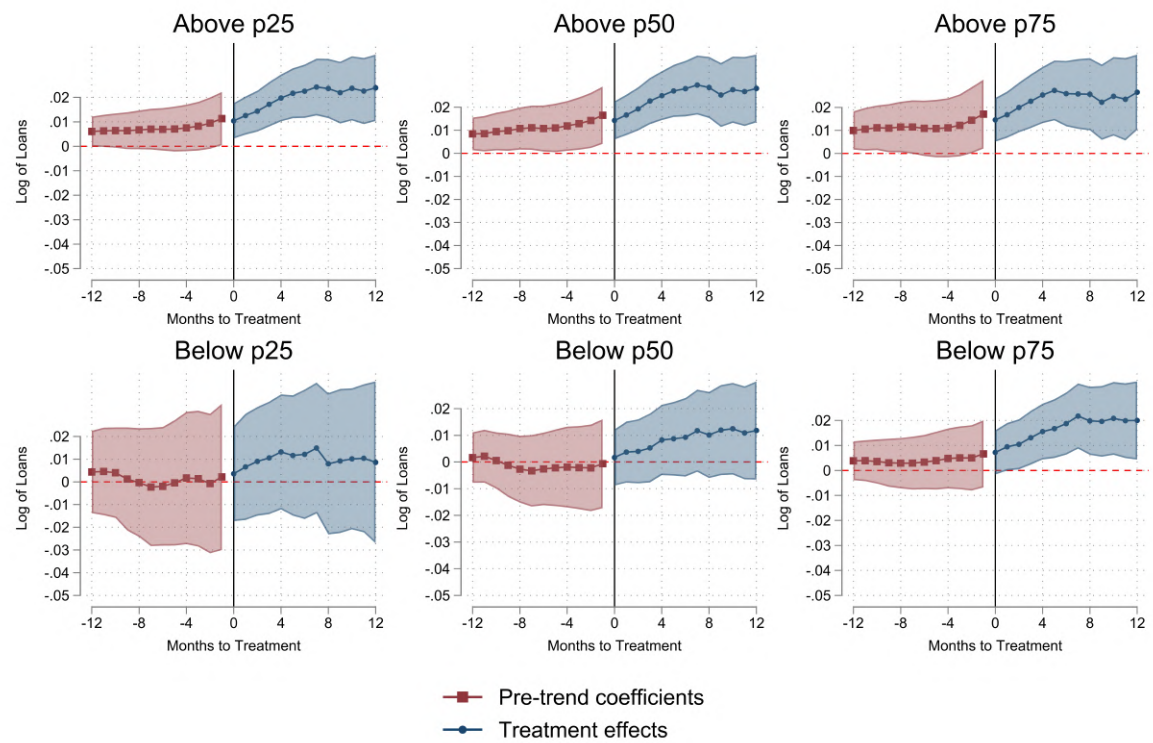 Above p25
Above p50
Above p75
Log of Loans
.02
.01
0
-.01
-.02
-.03
-.04
-.05
-12 -8 -4 0 4 8 12
Months to Treatment
Log of Loans
.02
.01
0
-.01
-.02
-.03
-.04
-.05
-12 -8 -4 0 4 8 12
Months to Treatment
Log of Loans
.02
.01
0
-.01
-.02
-.03
-.04
-.05
-12 -8 -4 0 4 8 12
Months to Treatment
Below p25
Below p50
Below p75
Log of Loans
.02
.01
0
-.01
-.02
-.03
-.04
-.05
-12 -8 -4 0 4 8 12
Months to Treatment
Log of Loans
.02
.01
0
-.01
-.02
-.03
-.04
-.05
-12 -8 -4 0 4 8 12
Months to Treatment
Log of Loans
.02
.01
0
-.01
-.02
-.03
-.04
-.05
-12 -8 -4 0 4 8 12
Months to Treatment
Pre-trend coefficients
Treatment effects